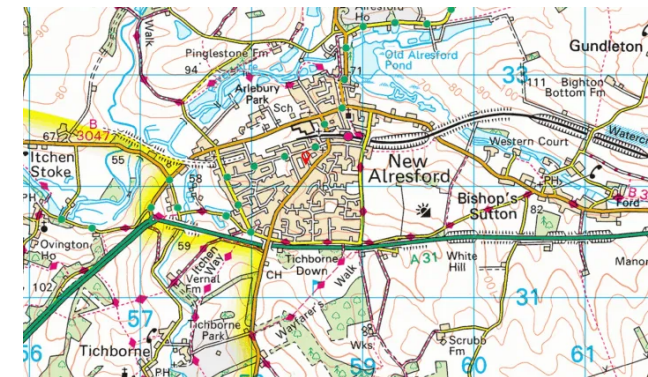 Alresford
Ho
Walk
Pinglestone Fm
Old Alresford
Pond
Gundleton
94
71
33
111
Bighton
Bottom Fm
Arlebury
Park
Sch
B
3047
67
Itchen
Stoke
55
58
New
Alresford
Western Court
Watercr
PH
Bishop's
Sutton
PH
B 3
Ford
82
Ovington
Ho
59
Itchen
Way
Vernal
Fm
CH
Tichborne
Down
Walk
A 31
White
Hill
Manor
102
57
31
Wayfarer's
Tichborne
Park
Tichborne
PH
Wks
Scrubb
Fm
56
58
59
60
61